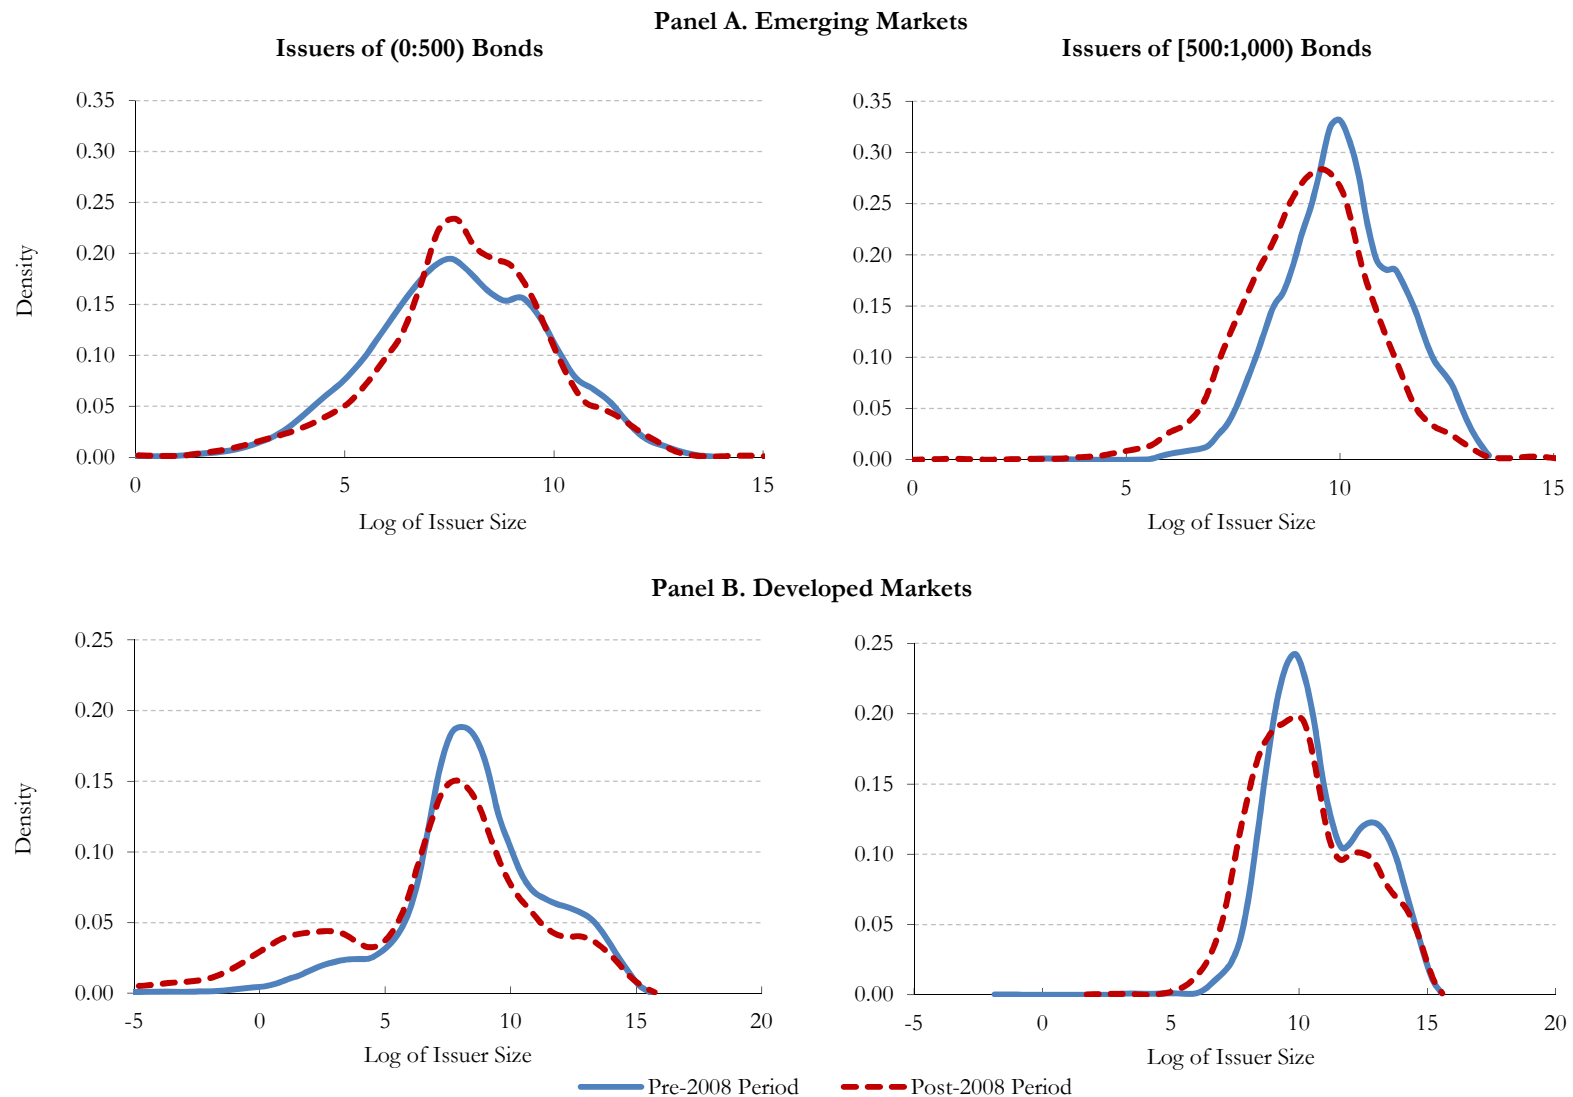 Panel A. Emerging Markets
Issuers of (0:500) Bonds
Issuers of [500:1,000) Bonds
0.35
0.30
0.25
0.20
0.15
0.10
0.05
0.00
Density
0 5 10 15
Log of Issuer Size
0.35
0.30
0.25
0.20
0.15
0.10
0.05
0.00
0 5 10 15
Log of Issuer Size
Panel B. Developed Markets
0.25
0.20
0.15
0.10
0.05
0.00
Density
-5 0 5 10 15 20
Log of Issuer Size
0.25
0.20
0.15
0.10
0.05
0.00
-5 0 5 10 15 20
Log of Issuer Size
Pre-2008 Period Post-2008 Period